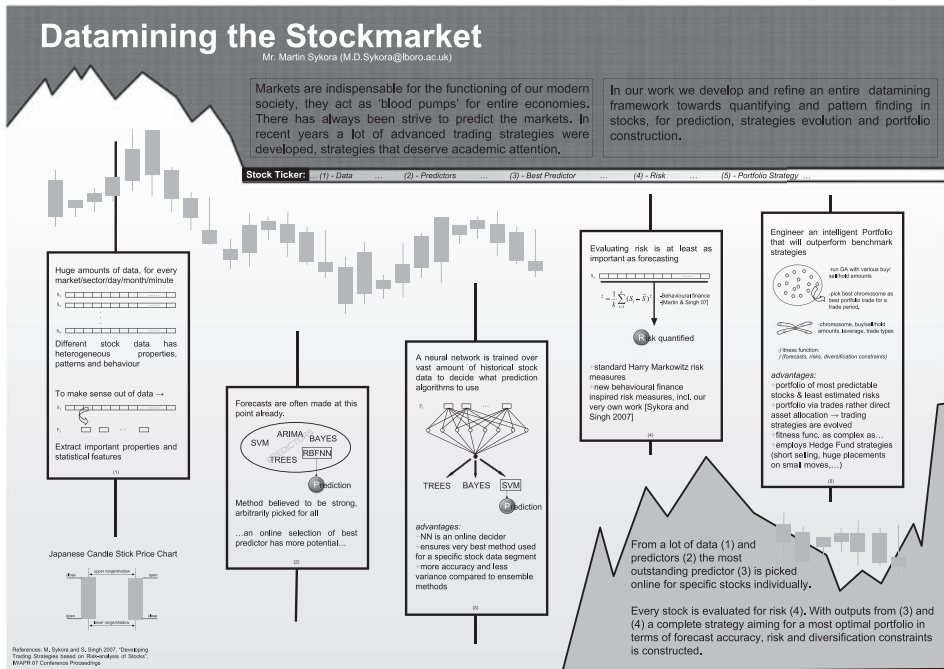 Datamining the Stockmarket
Mr. Martin Sykora (M.D.Sykora@lboro.ac.uk)
Markets are indispensable for the functioning of our modern
society, they act as 'blood pumps' for entire economies.
There has always been strive to predict the markets. In
recent years a lot of advanced trading strategies were
developed, strategies that deserve academic attention.
In our work we develop and refine an entire datamining
framework towards quantifying and pattern finding in
stocks, for prediction, strategies evolution and portfolio
construction.
Stock Ticker: ... (1) - Data ... (2) - Predictors ... (3) - Best Predictor ... (4) - Risk ... (5) - Portfolio Strategy ...
Huge amounts of data, for every
market/sector/day/month/minute
Different stock data has
heterogeneous properties,
patterns and behaviour
To make sense out of data →
Extract important properties and
statistical features
(1)
Japanese Candle Stick Price Chart
upper range/shadow
close
open
open
close
lower range/shadow
References: M. Sykora and S. Singh 2007, "Developing
Trading Strategies based on Risk-analysis of Stocks",
IWAPR 07 Conference Proceedings
Forecasts are often made at this
point already.
PREDICTORS
ARIMA
SVM
BAYES
TREES
RBFNN
Prediction
Method believed to be strong,
arbitrarily picked for all
...an online selection of best
predictor has more potential...
(2)
A neural network is trained over
vast amount of historical stock
data to decide what prediction
algorithms to use
TREES BAYES SVM
Prediction
advantages:
+NN is an online decider
+ensures very best method used
for a specific stock data segment
+more accuracy and less
variance compared to ensemble
methods
(3)
Evaluating risk is at least as
important as forecasting
-Behavioural finance
-[Marlin & Singh 07]
Risk quantified
+standard Harry Markowitz risk
measures
+new behavioural finance
inspired risk measures, incl. our
very own work [Sykora and
Singh 2007]
(4)
Engineer an intelligent Portfolio
that will outperform benchmark
strategies
-run GA with various buy/
sell/hold amounts
-pick best chromosome as
best portfolio trade for a
trade period.
-chromosome, buy/sell/hold
amounts, leverage, trade types
-fitness function:
f (forecasts, risks, diversification constraints)
advantages:
+portfolio of most predictable
stocks & least estimated risks
+portfolio via trades rather direct
asset allocation → trading
strategies are evolved
+fitness func. as complex as...
+employs Hedge Fund strategies
(short selling, huge placements
on small moves,...)
(5)
From a lot of data (1) and
predictors (2) the most
outstanding predictor (3) is picked
online for specific stocks individually.
Every stock is evaluated for risk (4). With outputs from (3) and
(4) a complete strategy aiming for a most optimal portfolio in
terms of forecast accuracy, risk and diversification constraints
is constructed.